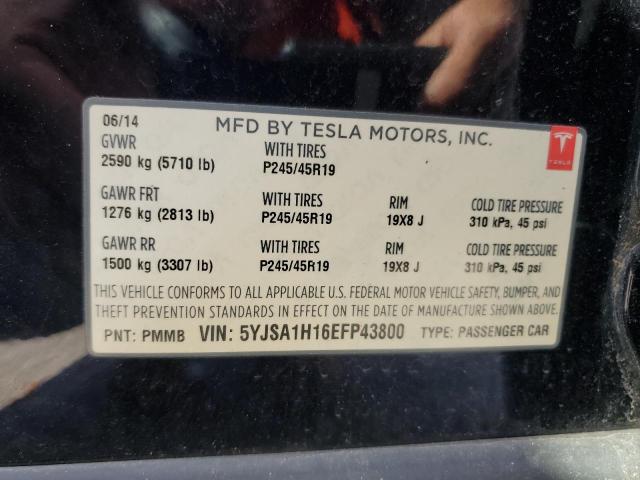 06/14
MFD BY TESLA MOTORS, INC.
GVWR WITH TIRES
2590 kg (5710 lb) P245/45R19
TESLA
GAWR FRT WITH TIRES RIM COLD TIRE PRESSURE
1276 kg (2813 lb) P245/45R19 19X8 J 310 kPa, 45 psi
GAWR RR WITH TIRES RIM COLD TIRE PRESSURE
1500 kg (3307 lb) P245/45R19 19X8 J 310 kPa, 45 psi
THIS VEHICLE CONFORMS TO ALL APPLICABLE U.S. FEDERAL MOTOR VEHICLE SAFETY, BUMPER, AND
THEFT PREVENTION STANDARDS IN EFFECT ON THE DATE OF MANUFACTURE SHOWN ABOVE
PNT: PMMB VIN: 5YJSA1H16EFP43800 TYPE: PASSENGER CAR